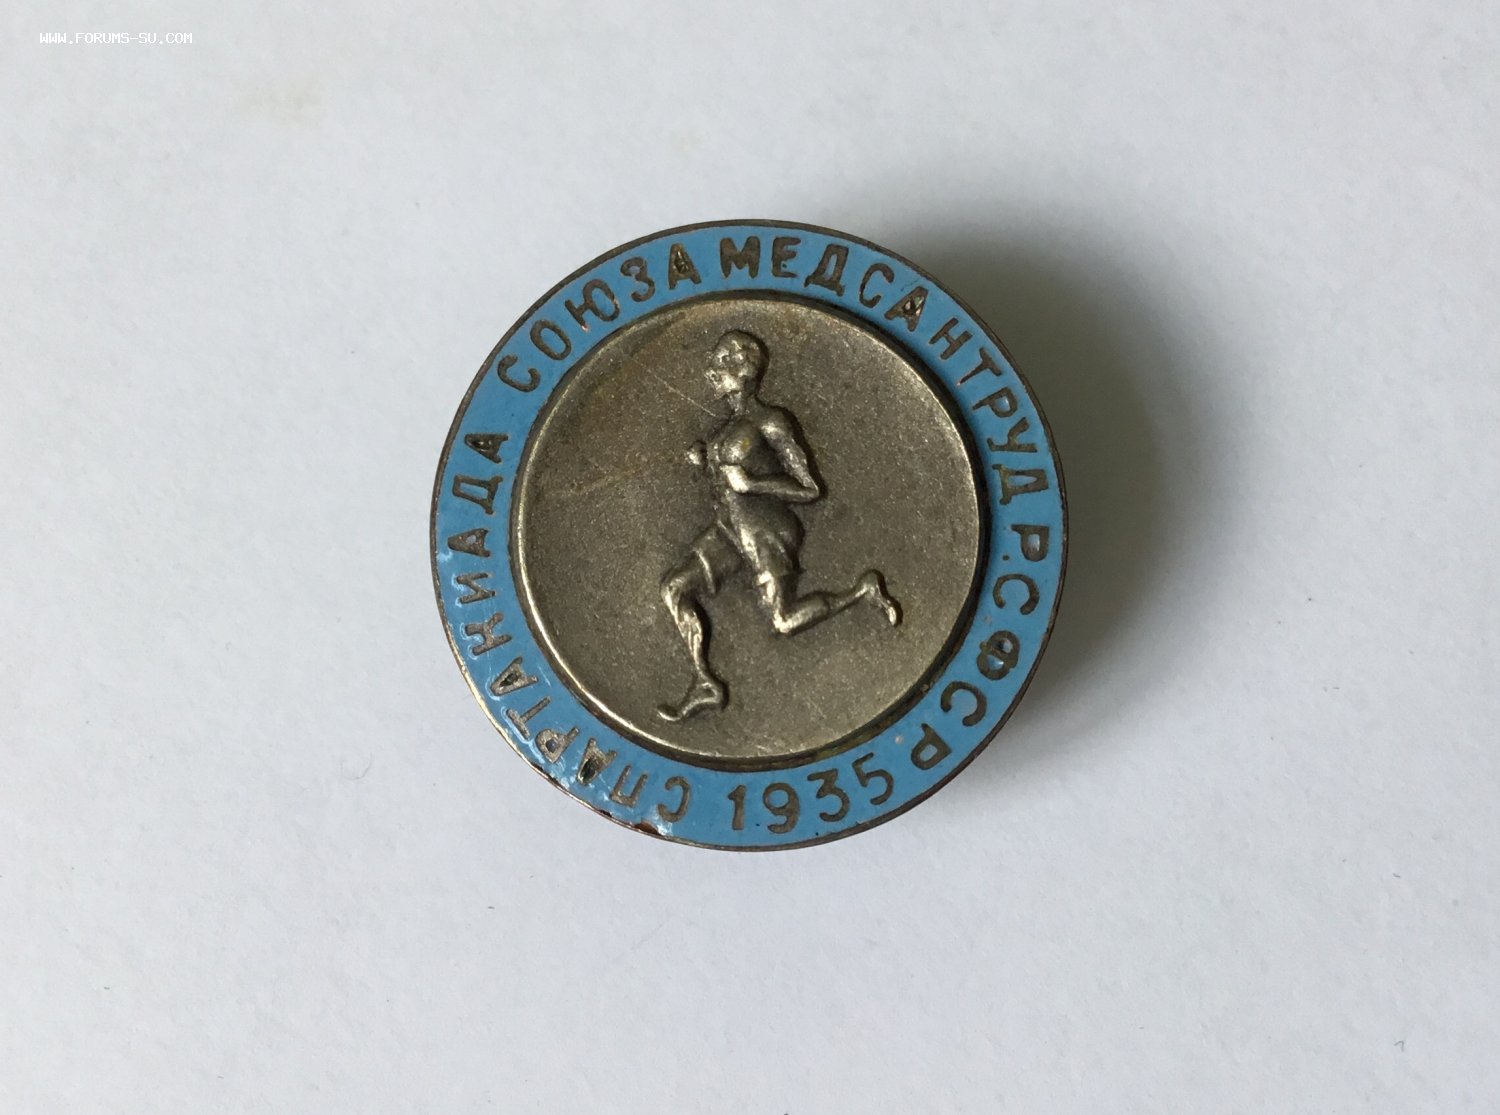 WWW.FORUMS-SU.COM
СПАРТАКИАДА СОЮЗА МЕДСАНТРУД Р.С.Ф.С.Р.
1935